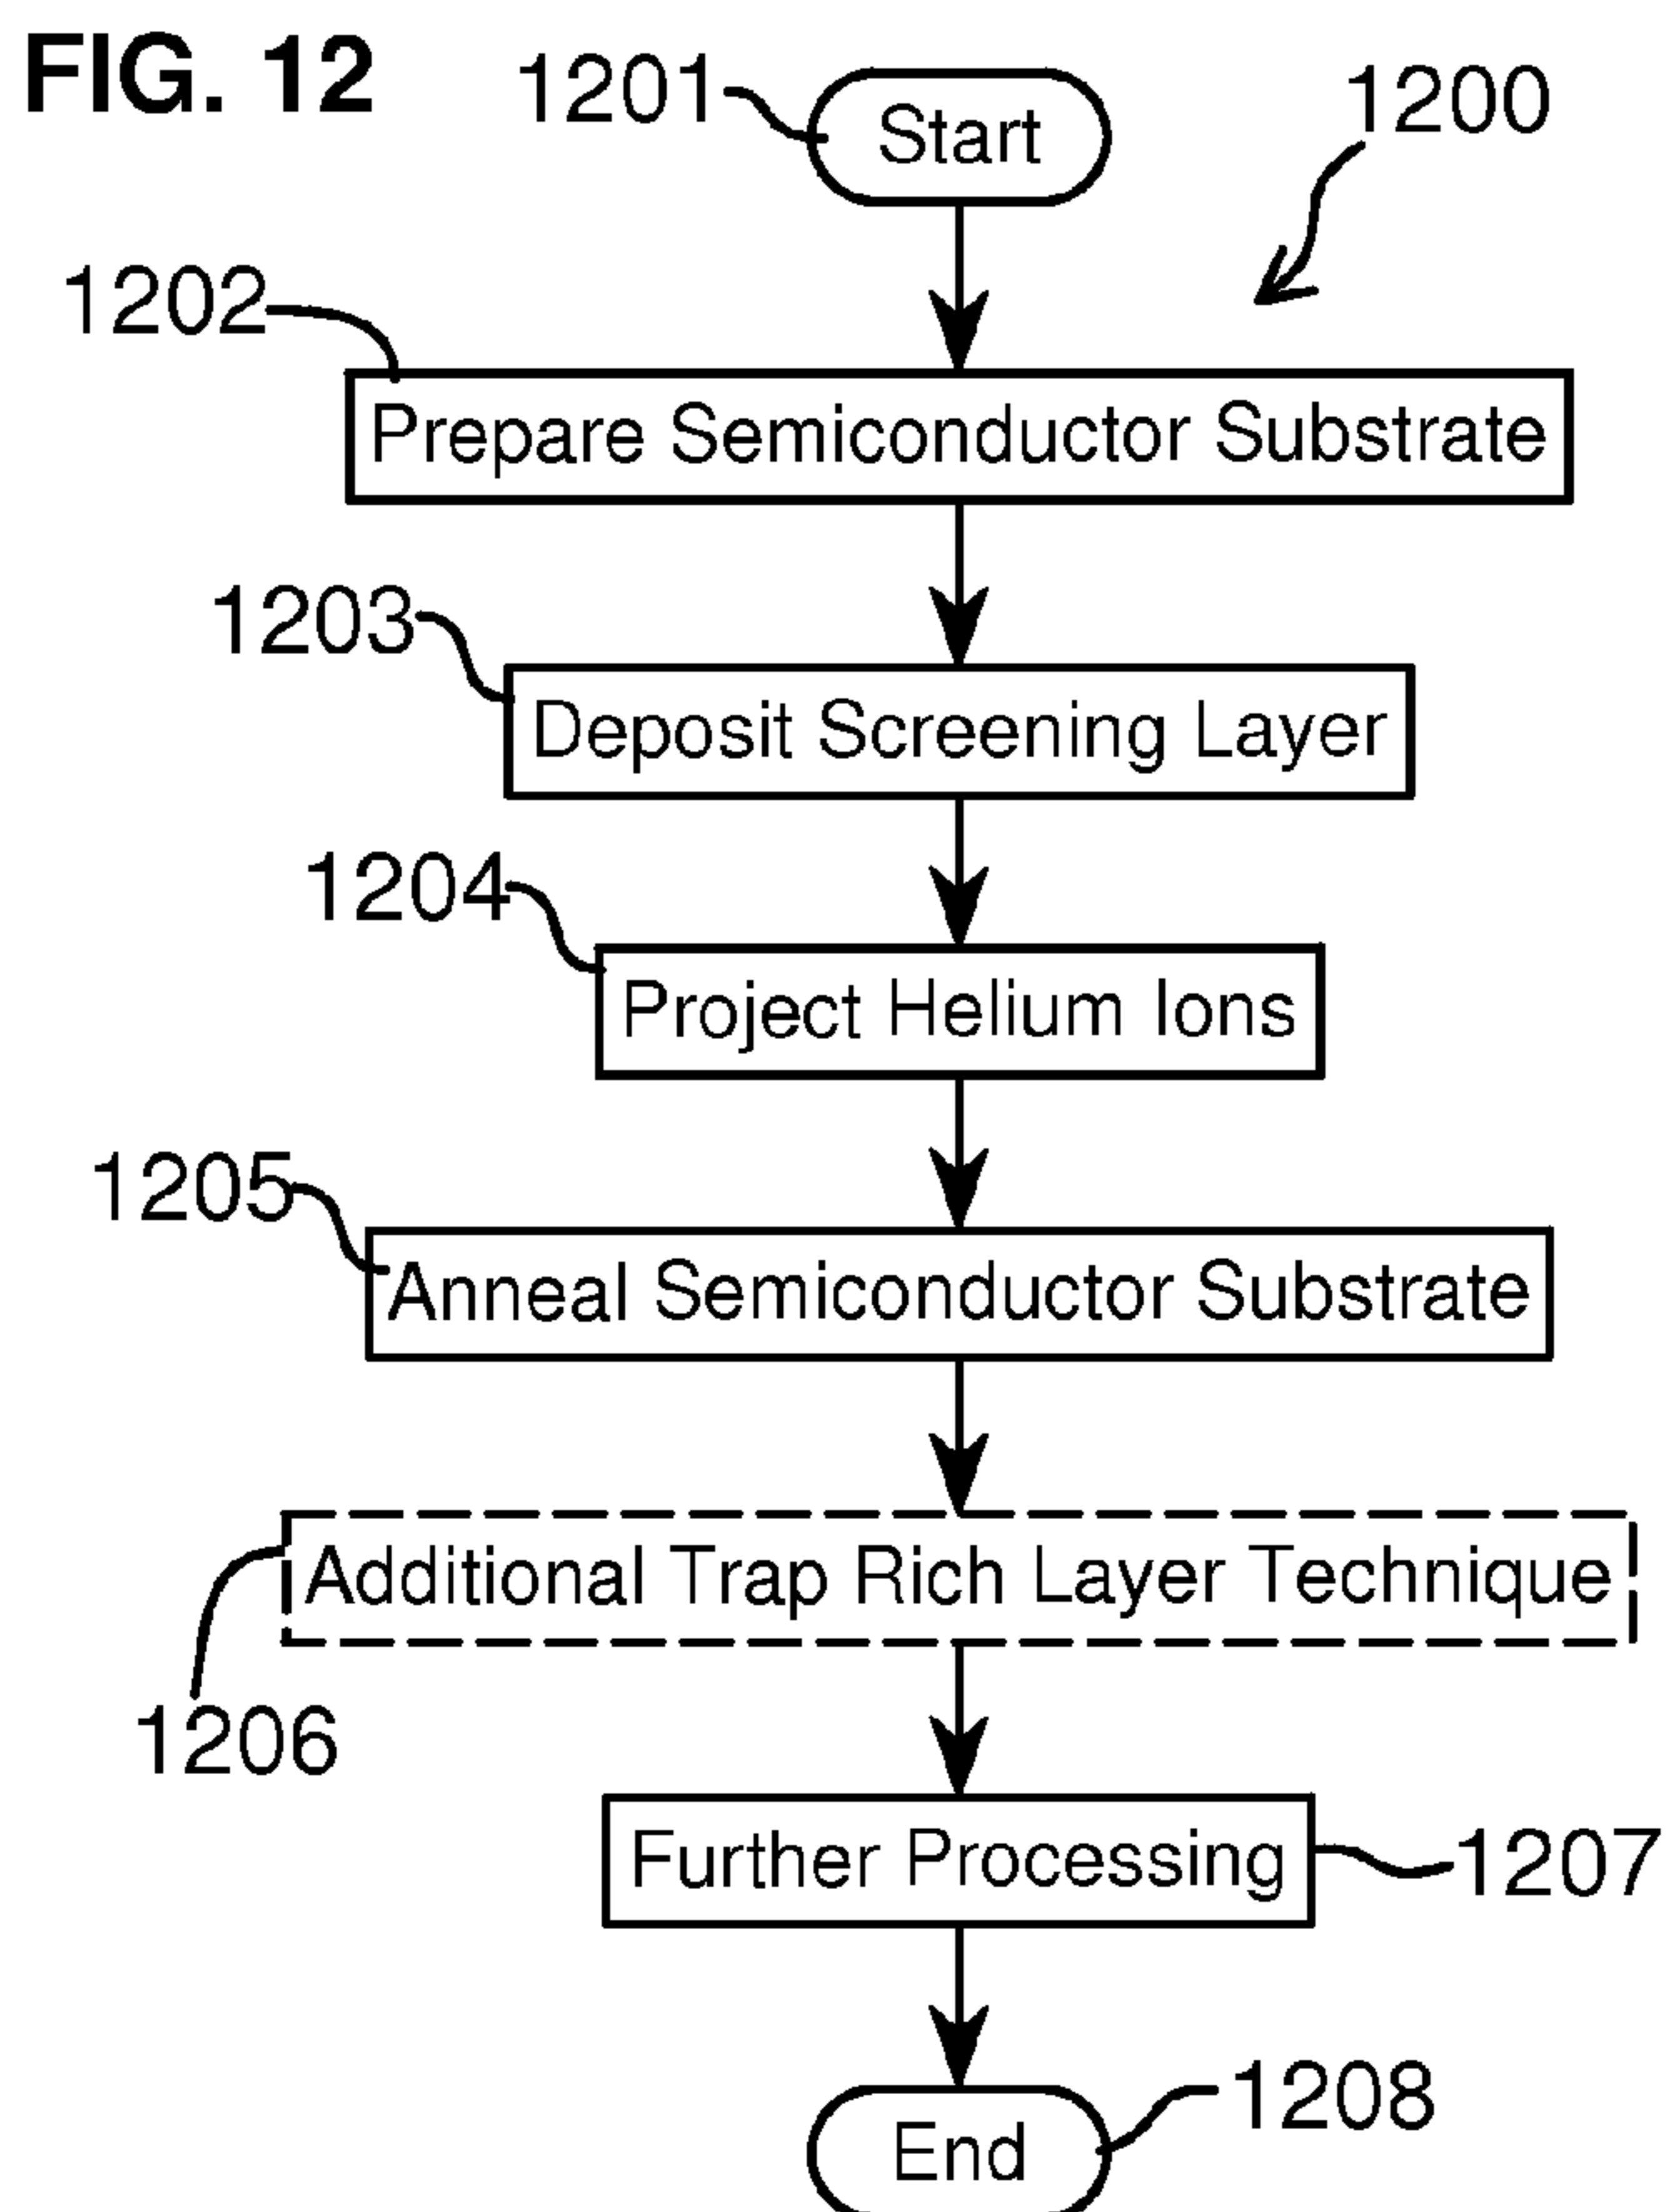 FIG. 12
1201
Start
1200
1202
Prepare Semiconductor Substrate
1203
Deposit Screening Layer
1204
Project Helium Ions
1205
Anneal Semiconductor Substrate
Additional Trap Rich Layer Technique
1206
Further Processing
1207
1208
End